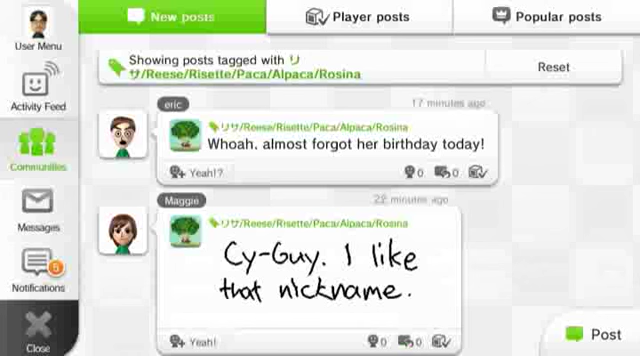 New posts
Player posts
Popular posts
User Menu
Activity Feed
Communities
Messages
5
Notifications
Close
Showing posts tagged with リ
サ/Reese/Risette/Paca/Alpaca/Rosina
Reset
eric
17 minutes ago
リサ/Reese/Risette/Paca/Alpaca/Rosina
Whoah, almost forgot her birthday today!
Yeah!?
0
0
Maggie
22 minutes ago
リサ/Reese/Risette/Paca/Alpaca/Rosina
Cy-Guy. I like
that nickname.
Yeah!
0
0
Post